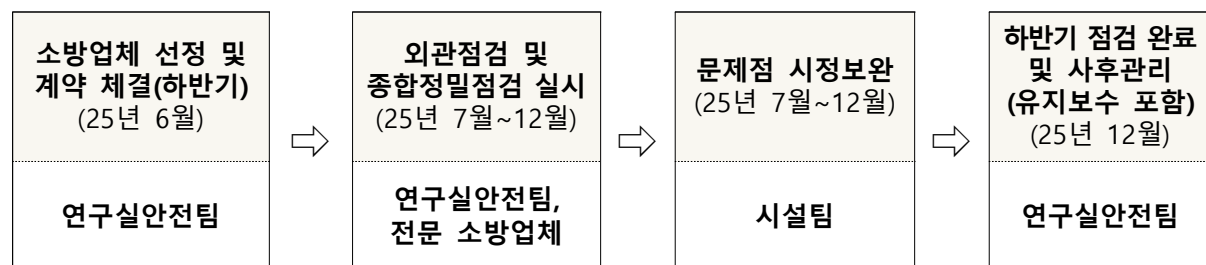 소방업체 선정 및
계약 체결(하반기)
(25년 6월)
연구실안전팀
외관점검 및
종합정밀점검 실시
(25년 7월~12월)
연구실안전팀,
전문 소방업체
문제점 시정보완
(25년 7월~12월)
시설팀
하반기 점검 완료
및 사후관리
(유지보수 포함)
(25년 12월)
연구실안전팀